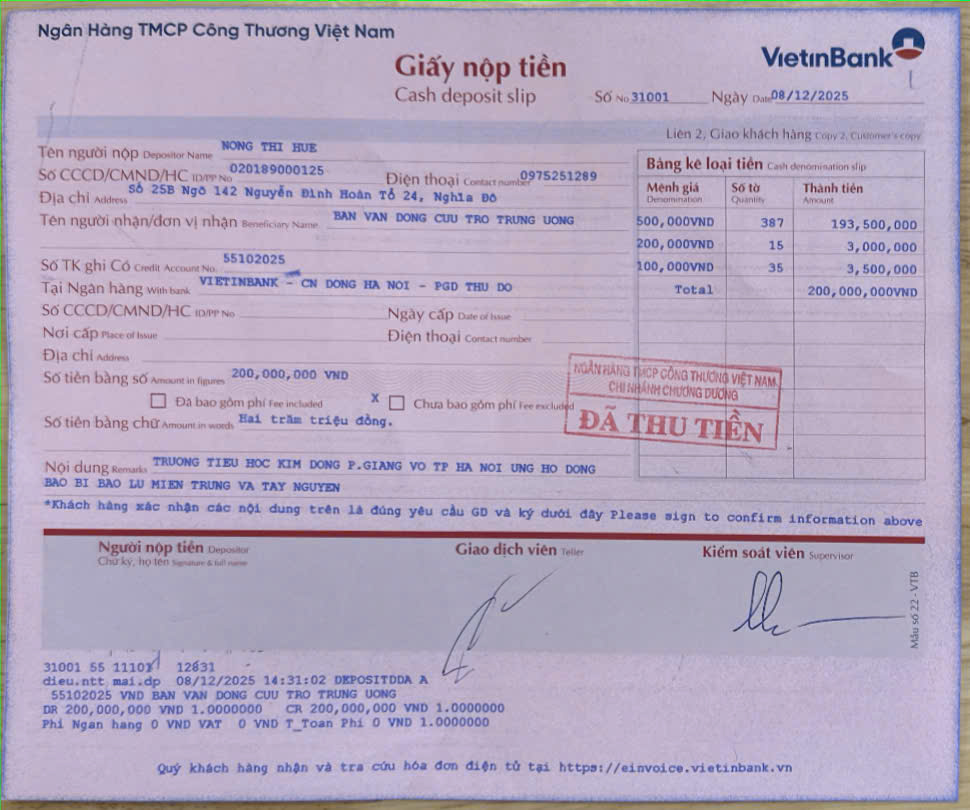 Ngân Hàng TMCP Công Thương Việt Nam
VietinBank
Giấy nộp tiền
Cash deposit slip
Số No 31001 Ngày Date 08/12/2025
Liên 2, Giao khách hàng Copy 2, Customer's copy
Tên người nộp Depositor Name NONG THI HUE
Số CCCD/CMND/HC ID/PP No 020189000125 Điện thoại Contact number 0975251289
Địa chỉ Address Số 25B Ngõ 142 Nguyễn Đình Hoàn Tổ 24, Nghĩa Đô
Tên người nhận/đơn vị nhận Beneficiary Name BAN VAN DONG CUU TRO TRUNG UONG
Số TK ghi Có Credit Account No. 55102025
Tại Ngân hàng With bank VIETINBANK - CN DONG HA NOI - PGD THU DO
Số CCCD/CMND/HC ID/PP No Ngày cấp Date of Issue
Nơi cấp Place of Issue Điện thoại Contact number
Địa chỉ Address
Số tiền bằng số Amount in figures 200,000,000 VND
Đã bao gồm phí Fee included X Chưa bao gồm phí Fee excluded
Số tiền bằng chữ Amount in words Hai trăm triệu đồng.
Bảng kê loại tiền Cash denomination slip
Mệnh giá Số tờ Thành tiền
Denomination Quantity Amount
500,000VND 387 193,500,000
200,000VND 15 3,000,000
100,000VND 35 3,500,000
Total 200,000,000VND
NGÂN HÀNG TMCP CÔNG THƯƠNG VIỆT NAM
CHI NHÁNH CHƯƠNG DƯƠNG
ĐÃ THU TIỀN
Nội dung Remarks TRUONG TIEU HOC KIM DONG P.GIANG VO TP HA NOI UNG HO DONG
BAO BI BAO LU MIEN TRUNG VA TAY NGUYEN
*Khách hàng xác nhận các nội dung trên là đúng yêu cầu GD và ký dưới đây Please sign to confirm information above
Người nộp tiền Depositor Giao dịch viên Teller Kiểm soát viên Supervisor
Chữ ký, họ tên Signature & full name
Mẫu số 22 - VTB
31001 55 11101 12831
dieu.ntt mai.dp 08/12/2025 14:31:02 DEPOSITDDA A
55102025 VND BAN VAN DONG CUU TRO TRUNG UONG
DR 200,000,000 VND 1.0000000 CR 200,000,000 VND 1.0000000
Phi Ngan hang 0 VND VAT 0 VND T_Toan Phi 0 VND 1.0000000
Quý khách hàng nhận và tra cứu hóa đơn điện tử tại https://einvoice.vietinbank.vn